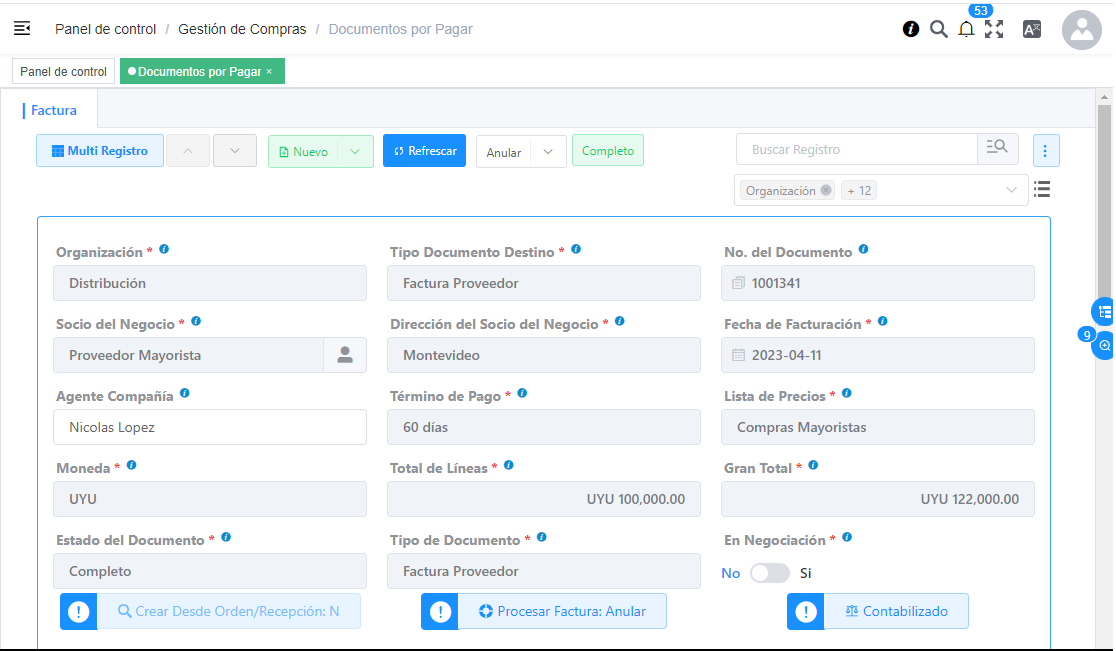 Panel de control / Gestión de Compras / Documentos por Pagar
53
Panel de control
Documentos por Pagar ×
Factura
Multi Registro
Nuevo
Refrescar
Anular
Completo
Buscar Registro
Organización
+ 12
Organización *
Tipo Documento Destino *
No. del Documento
Distribución
Factura Proveedor
1001341
Socio del Negocio *
Dirección del Socio del Negocio *
Fecha de Facturación *
Proveedor Mayorista
Montevideo
2023-04-11
9
Agente Compañía
Término de Pago *
Lista de Precios *
Nicolas Lopez
60 días
Compras Mayoristas
Moneda *
Total de Líneas *
Gran Total *
UYU
UYU 100,000.00
UYU 122,000.00
Estado del Documento *
Tipo de Documento *
En Negociación *
Completo
Factura Proveedor
No
Si
Crear Desde Orden/Recepción: N
Procesar Factura: Anular
Contabilizado